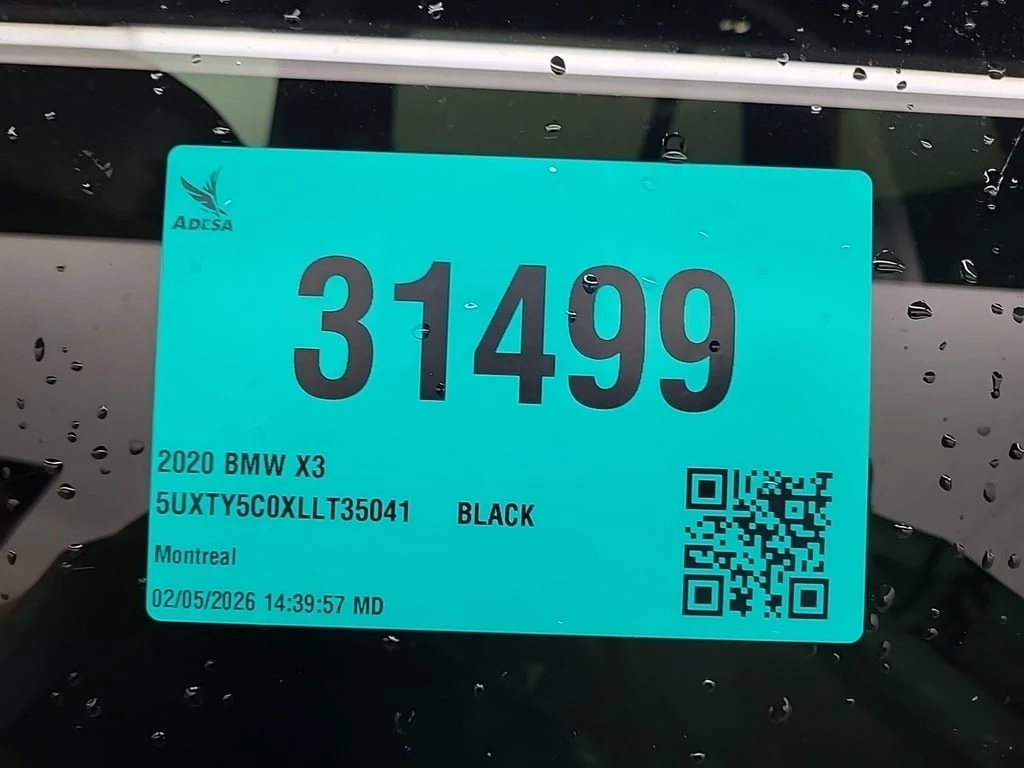 ADESA
31499
2020 BMW X3
5UXTY5C0XLLT35041 BLACK
Montreal
02/05/2026 14:39:57 MD